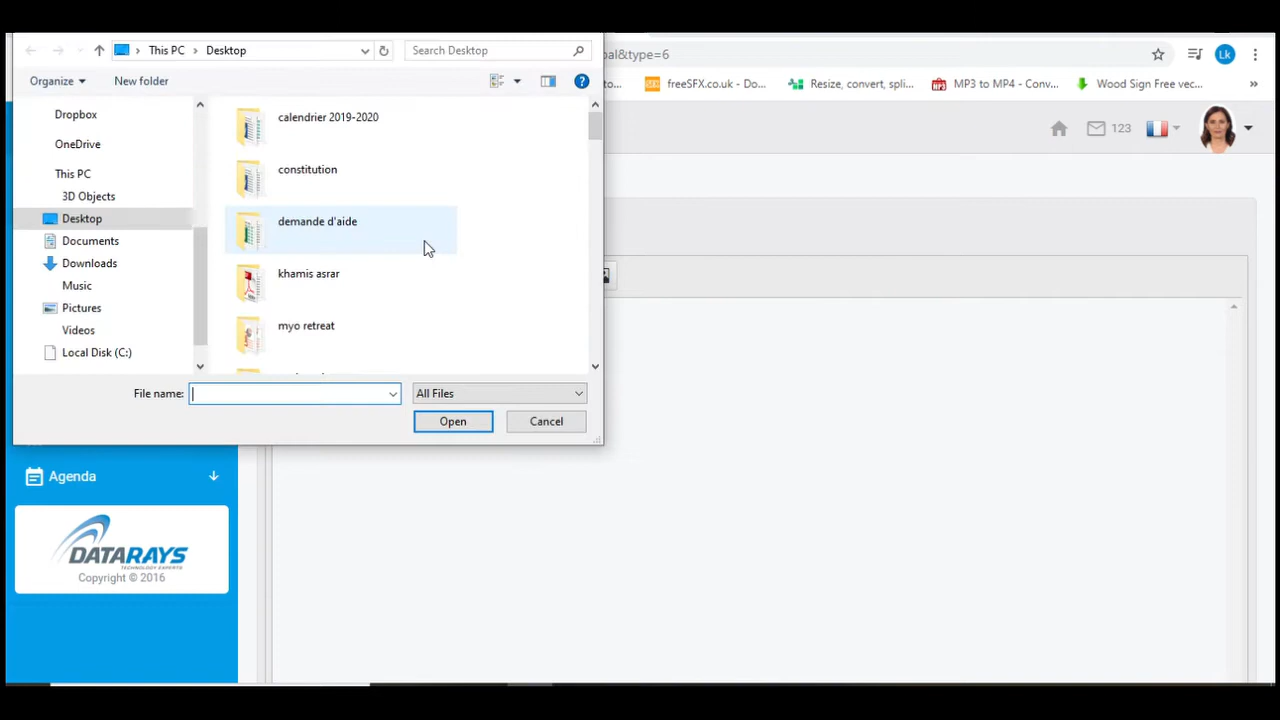 This PC
Desktop
Search Desktop
Organize
New folder
Dropbox
OneDrive
This PC
3D Objects
Desktop
Documents
Downloads
Music
Pictures
Videos
Local Disk (C:)
calendrier 2019-2020
constitution
demande d'aide
khamis asrar
myo retreat
File name:
All Files
Open
Cancel
bal&type=6
Lk
to...
freeSFX.co.uk - Do...
Resize, convert, spli...
MP3 to MP4 - Conv...
Wood Sign Free vec...
»
123
Agenda
DATARAYS
TECHNOLOGY EXPERTS
Copyright © 2016